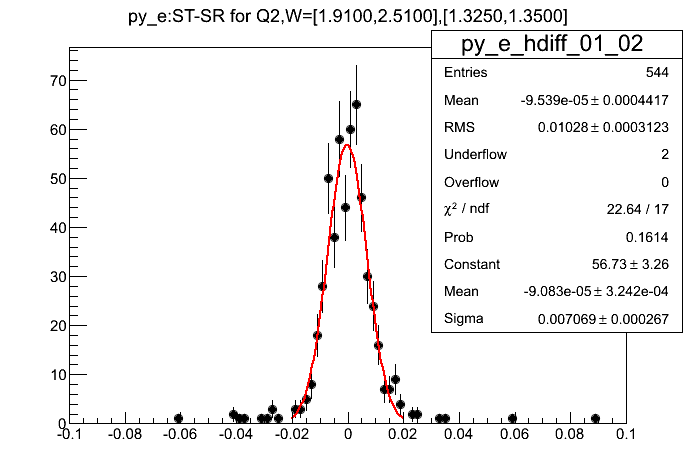 py_e:ST-SR for Q2,W=[1.9100,2.5100],[1.3250,1.3500]
py_e_hdiff_01_02
Entries 544
Mean -9.539e-05 ± 0.0004417
RMS 0.01028 ± 0.0003123
Underflow 2
Overflow 0
χ² / ndf 22.64 / 17
Prob 0.1614
Constant 56.73 ± 3.26
Mean -9.083e-05 ± 3.242e-04
Sigma 0.007069 ± 0.000267
70
60
50
40
30
20
10
0
-0.1 -0.08 -0.06 -0.04 -0.02 0 0.02 0.04 0.06 0.08 0.1